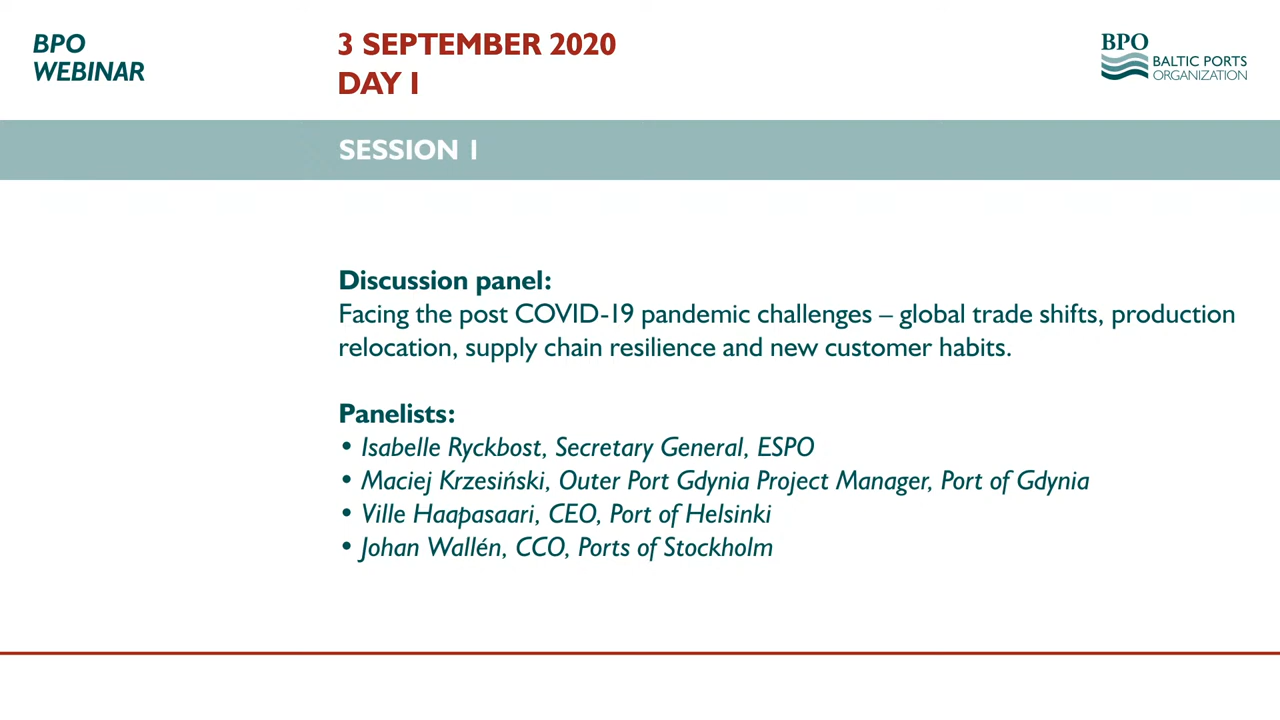 BPO
WEBINAR
3 SEPTEMBER 2020
DAY I
BPO
BALTIC PORTS
ORGANIZATION
SESSION 1
Discussion panel:
Facing the post COVID-19 pandemic challenges – global trade shifts, production
relocation, supply chain resilience and new customer habits.
Panelists:
• Isabelle Ryckbost, Secretary General, ESPO
• Maciej Krzesiński, Outer Port Gdynia Project Manager, Port of Gdynia
• Ville Haapasaari, CEO, Port of Helsinki
• Johan Wallén, CCO, Ports of Stockholm